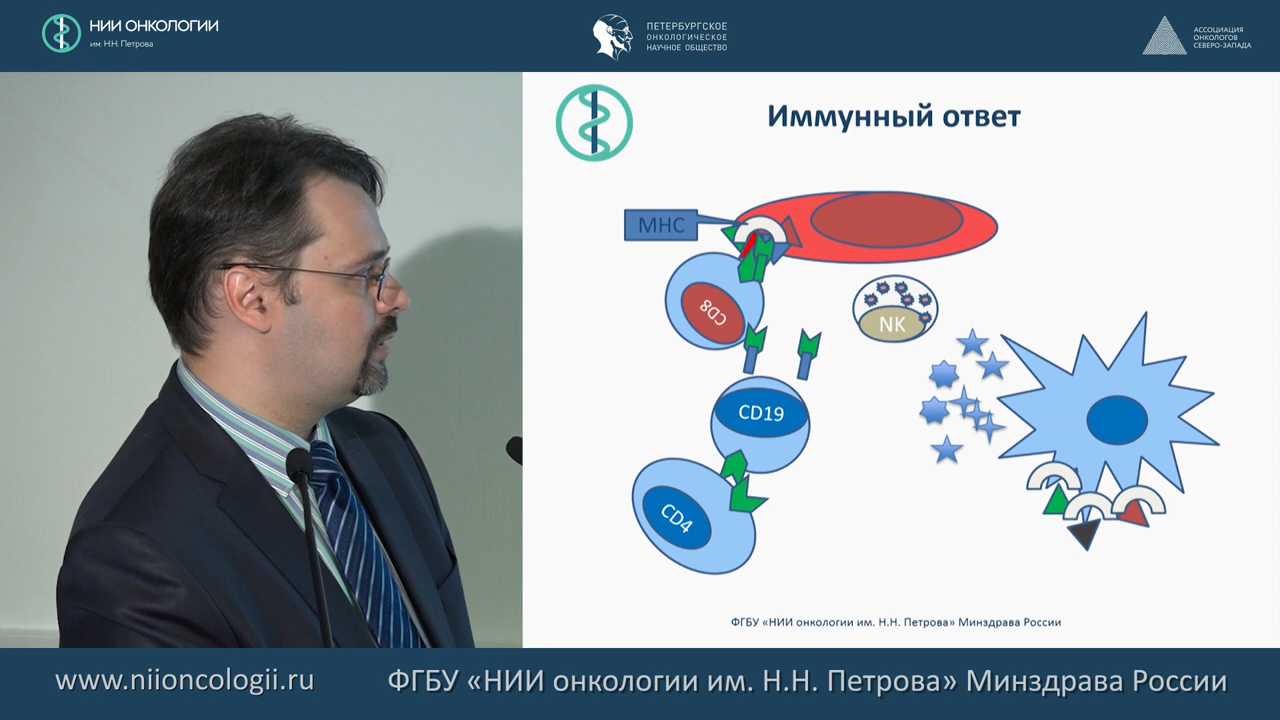 НИИ ОНКОЛОГИИ
им. Н.Н. Петрова
ПЕТЕРБУРГСКОЕ
ОНКОЛОГИЧЕСКОЕ
НАУЧНОЕ ОБЩЕСТВО
АССОЦИАЦИЯ
ОНКОЛОГОВ
СЕВЕРО-ЗАПАДА
Иммунный ответ
MHC
CD8
NK
CD19
CD4
ФГБУ «НИИ онкологии им. Н.Н. Петрова» Минздрава России
www.niioncologii.ru
ФГБУ «НИИ онкологии им. Н.Н. Петрова» Минздрава России